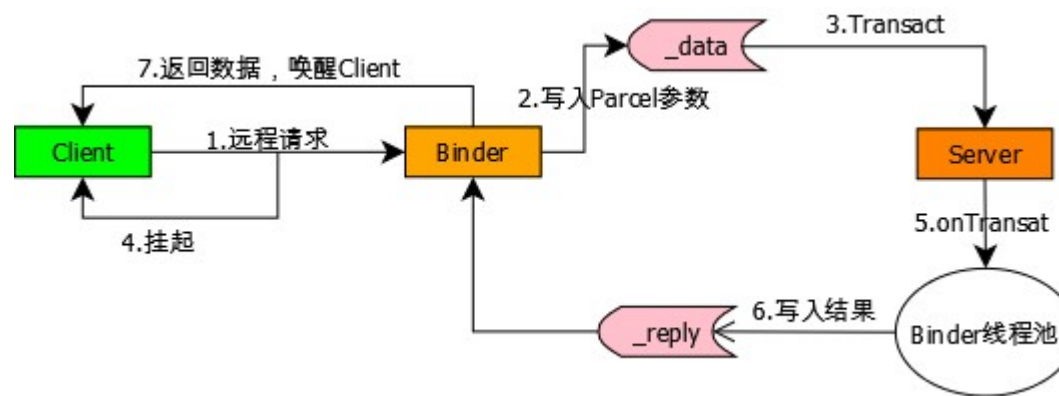 _data
3.Transact
7.返回数据，唤醒Client
2.写入Parcel参数
Client
1.远程请求
Binder
Server
4.挂起
5.onTransat
_reply
6.写入结果
Binder线程池